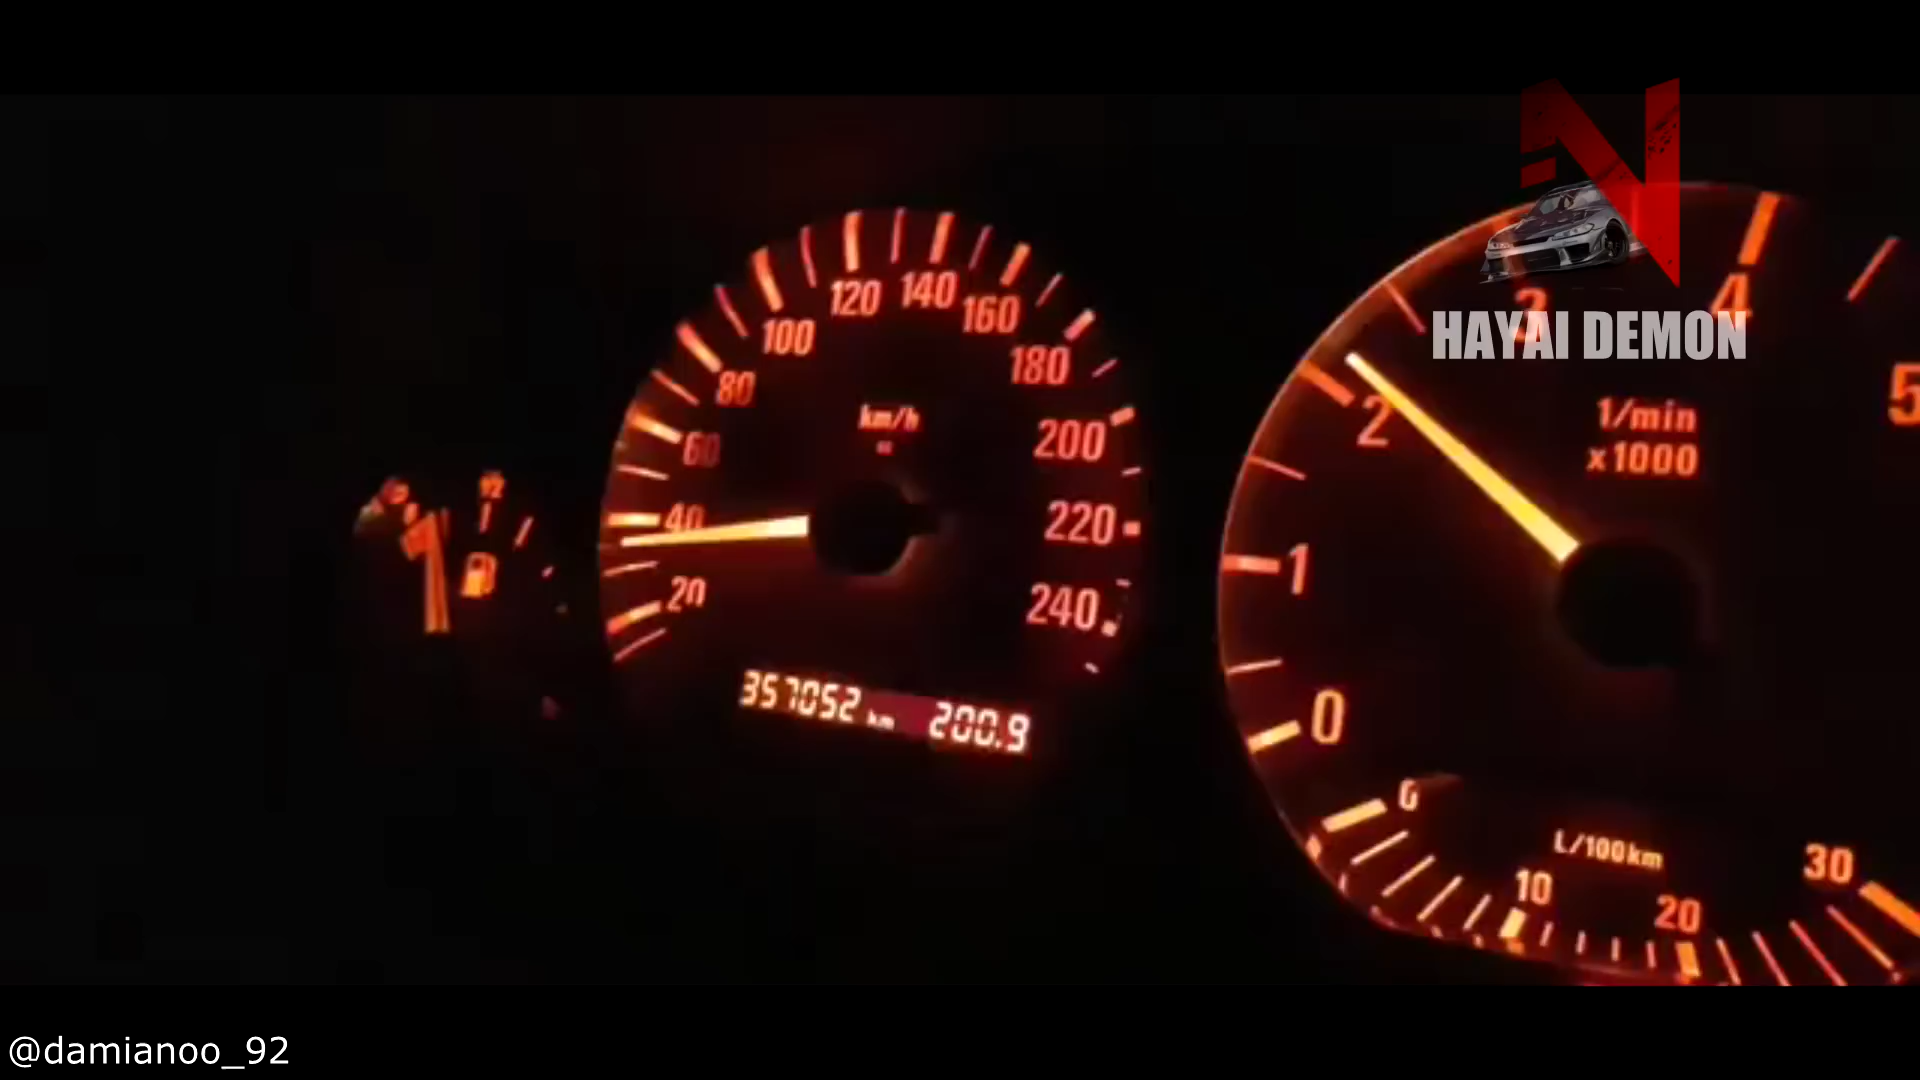 HAYAI DEMON
120 140 160
100 180
80
60 200
40 220
20 240
km/h
357052 km 200.9
3 4
2 5
1
0
1/min
x1000
0 10 20 30
L/100km
@damianoo_92